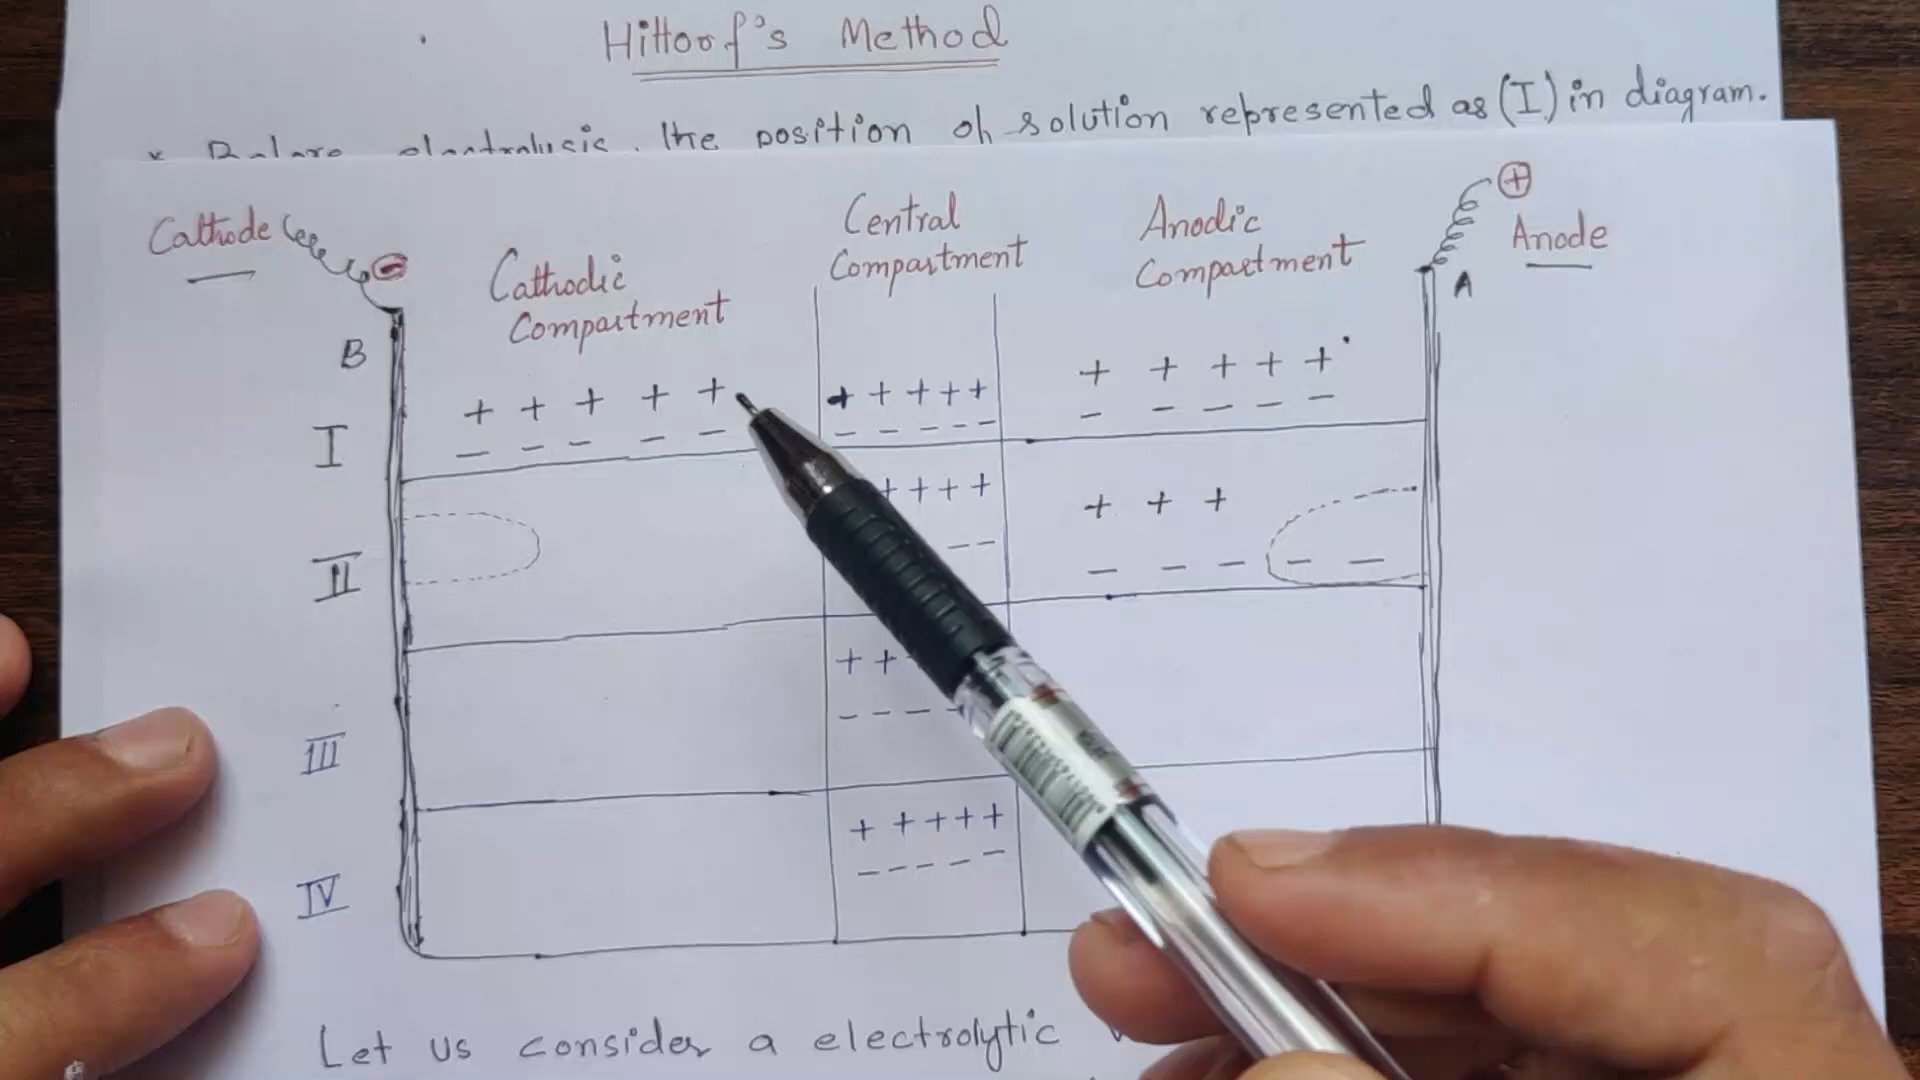 Hittorf's Method
* Before electrolysis, the position of solution represented as (I) in diagram.
Cathode
-
Cathodic
Compartment
Central
Compartment
Anodic
Compartment
+
Anode
A
B
I
+ + + + +
- - - - -
+ + + + +
- - - - -
+ + + + +
- - - - -
II
+ + + +
- -
+ + +
- - - - -
III
+ +
- - - -
IV
+ + + + +
- - - - -
Let us consider a electrolytic